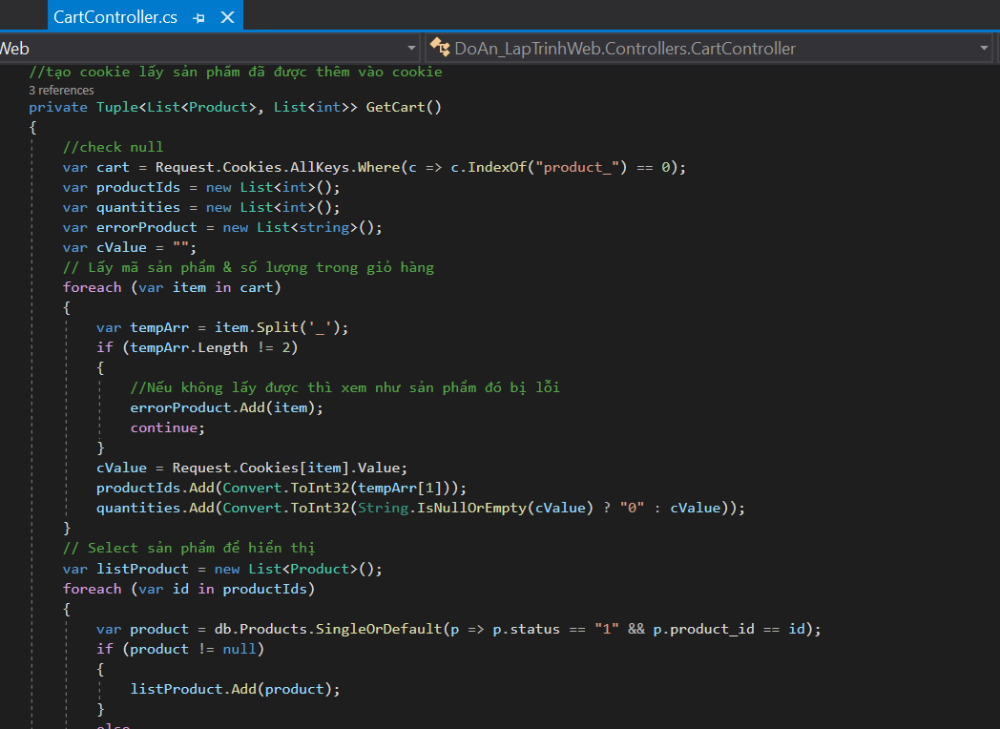 CartController.cs
Web
DoAn_LapTrinhWeb.Controllers.CartController
//tạo cookie lấy sản phẩm đã được thêm vào cookie
3 references
private Tuple<List<Product>, List<int>> GetCart()
{
//check null
var cart = Request.Cookies.AllKeys.Where(c => c.IndexOf("product_") == 0);
var productIds = new List<int>();
var quantities = new List<int>();
var errorProduct = new List<string>();
var cValue = "";
// Lấy mã sản phẩm & số lượng trong giỏ hàng
foreach (var item in cart)
{
var tempArr = item.Split('_');
if (tempArr.Length != 2)
{
//Nếu không lấy được thì xem như sản phẩm đó bị lỗi
errorProduct.Add(item);
continue;
}
cValue = Request.Cookies[item].Value;
productIds.Add(Convert.ToInt32(tempArr[1]));
quantities.Add(Convert.ToInt32(String.IsNullOrEmpty(cValue) ? "0" : cValue));
}
// Select sản phẩm để hiển thị
var listProduct = new List<Product>();
foreach (var id in productIds)
{
var product = db.Products.SingleOrDefault(p => p.status == "1" && p.product_id == id);
if (product != null)
{
listProduct.Add(product);
}
else